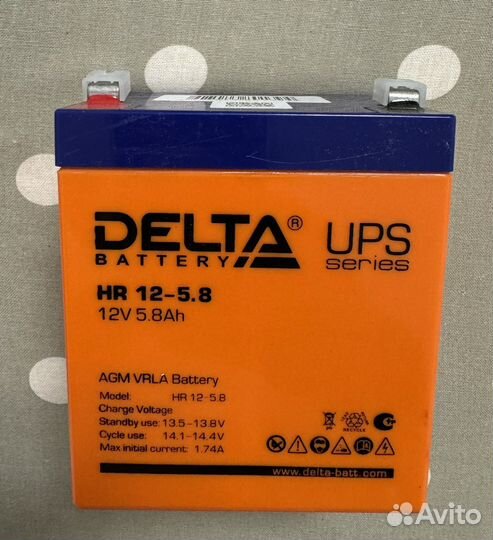 DELTA®
BATTERY
UPS
series
HR 12-5.8
12V 5.8Ah
AGM VRLA Battery
Model: HR 12-5.8
Charge Voltage
Standby use: 13.5-13.8V
Cycle use: 14.1-14.4V
Max initial current: 1.74A
Pb
RECYCLE
www.delta-batt.com
Avito